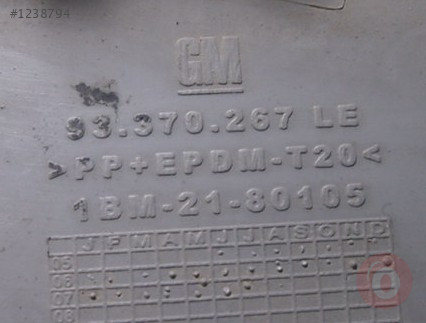 #1238794
GM
93.370.267 LE
>PP+EPDM-T20<
1BM-21-80105
J F M A M J J A S O N D
05
06
07
08